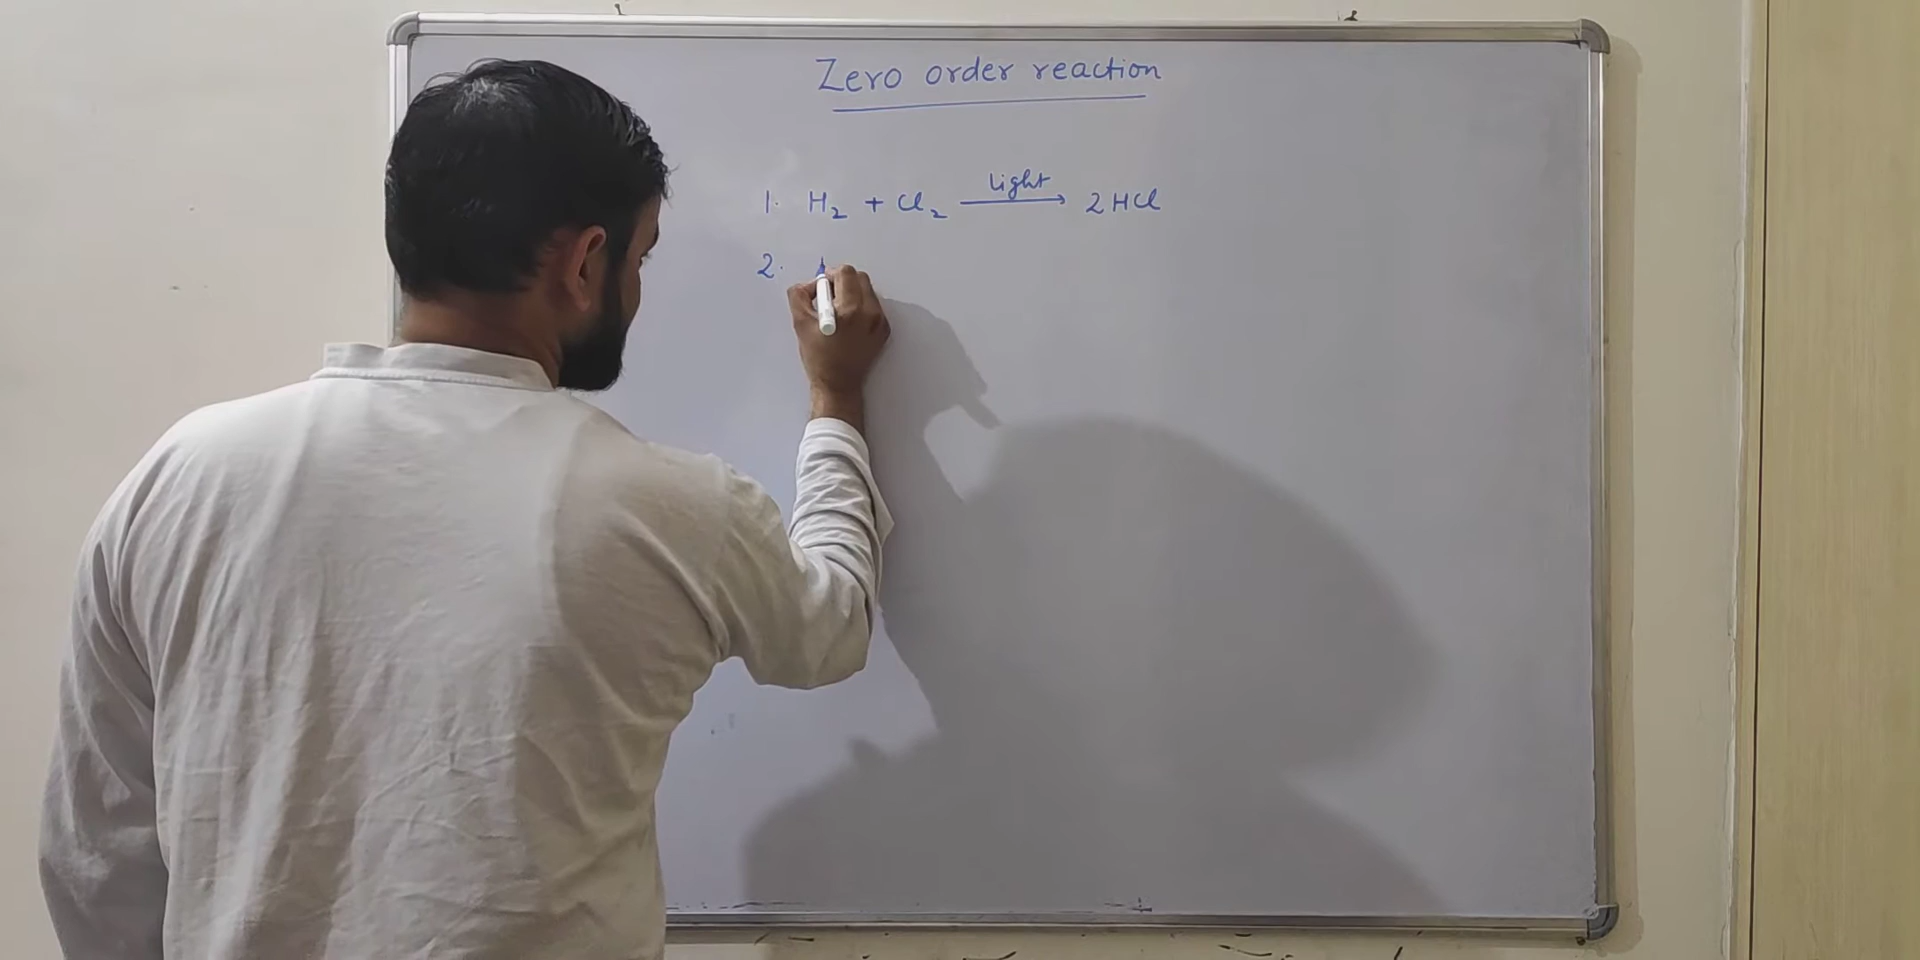 Zero order reaction
1. H₂ + Cl₂ light → 2HCl
2.